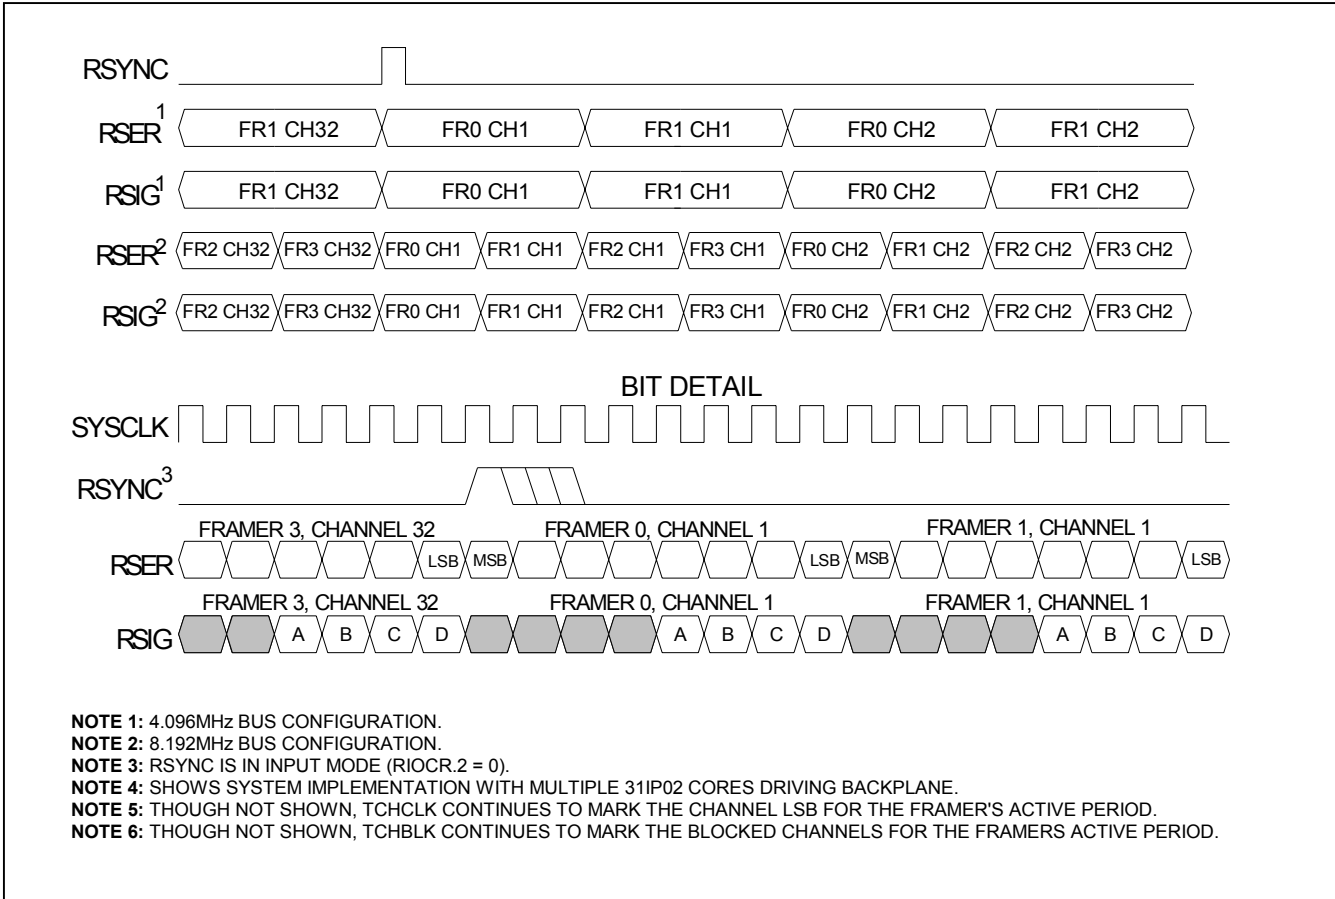 RSYNC
RSER1 FR1 CH32 FR0 CH1 FR1 CH1 FR0 CH2 FR1 CH2
RSIG1 FR1 CH32 FR0 CH1 FR1 CH1 FR0 CH2 FR1 CH2
RSER2 FR2 CH32 FR3 CH32 FR0 CH1 FR1 CH1 FR2 CH1 FR3 CH1 FR0 CH2 FR1 CH2 FR2 CH2 FR3 CH2
RSIG2 FR2 CH32 FR3 CH32 FR0 CH1 FR1 CH1 FR2 CH1 FR3 CH1 FR0 CH2 FR1 CH2 FR2 CH2 FR3 CH2
BIT DETAIL
SYSCLK
RSYNC3
FRAMER 3, CHANNEL 32 FRAMER 0, CHANNEL 1 FRAMER 1, CHANNEL 1
RSER LSB MSB LSB MSB LSB
FRAMER 3, CHANNEL 32 FRAMER 0, CHANNEL 1 FRAMER 1, CHANNEL 1
RSIG A B C D A B C D A B C D
NOTE 1: 4.096MHz BUS CONFIGURATION.
NOTE 2: 8.192MHz BUS CONFIGURATION.
NOTE 3: RSYNC IS IN INPUT MODE (RIOCR.2 = 0).
NOTE 4: SHOWS SYSTEM IMPLEMENTATION WITH MULTIPLE 31IP02 CORES DRIVING BACKPLANE.
NOTE 5: THOUGH NOT SHOWN, TCHCLK CONTINUES TO MARK THE CHANNEL LSB FOR THE FRAMER'S ACTIVE PERIOD.
NOTE 6: THOUGH NOT SHOWN, TCHBLK CONTINUES TO MARK THE BLOCKED CHANNELS FOR THE FRAMERS ACTIVE PERIOD.